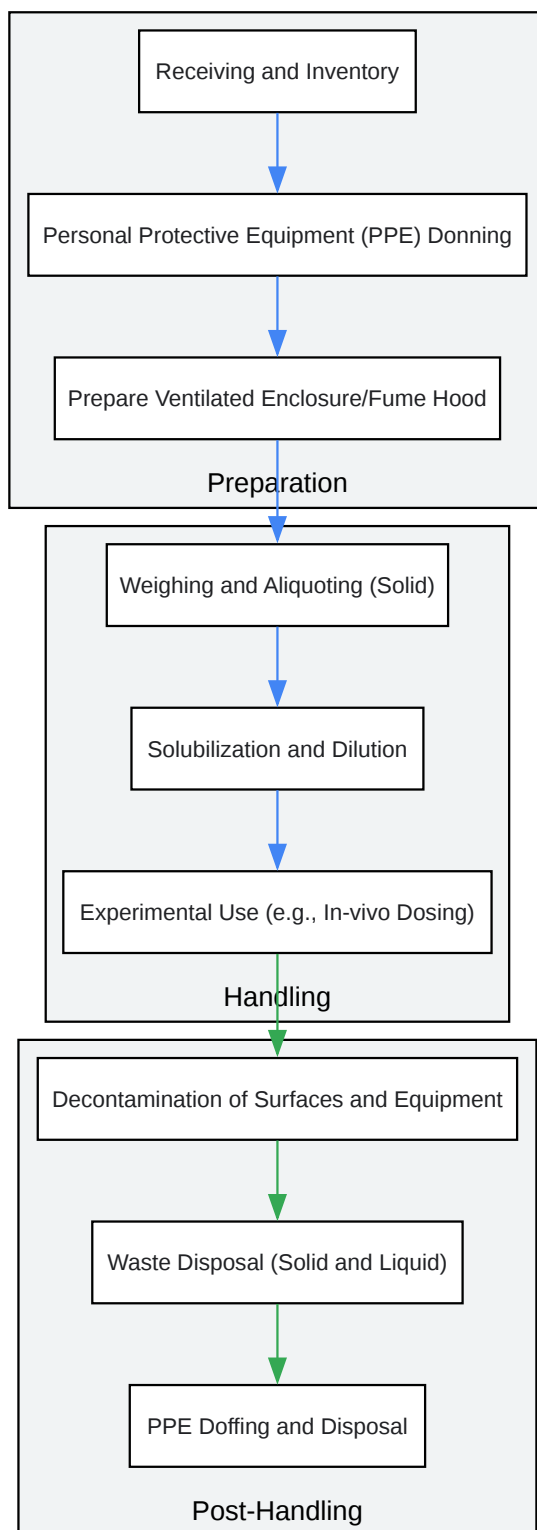 Receiving and Inventory
Personal Protective Equipment (PPE) Donning
Prepare Ventilated Enclosure/Fume Hood
Preparation
Weighing and Aliquoting (Solid)
Solubilization and Dilution
Experimental Use (e.g., In-vivo Dosing)
Handling
Decontamination of Surfaces and Equipment
Waste Disposal (Solid and Liquid)
PPE Doffing and Disposal
Post-Handling